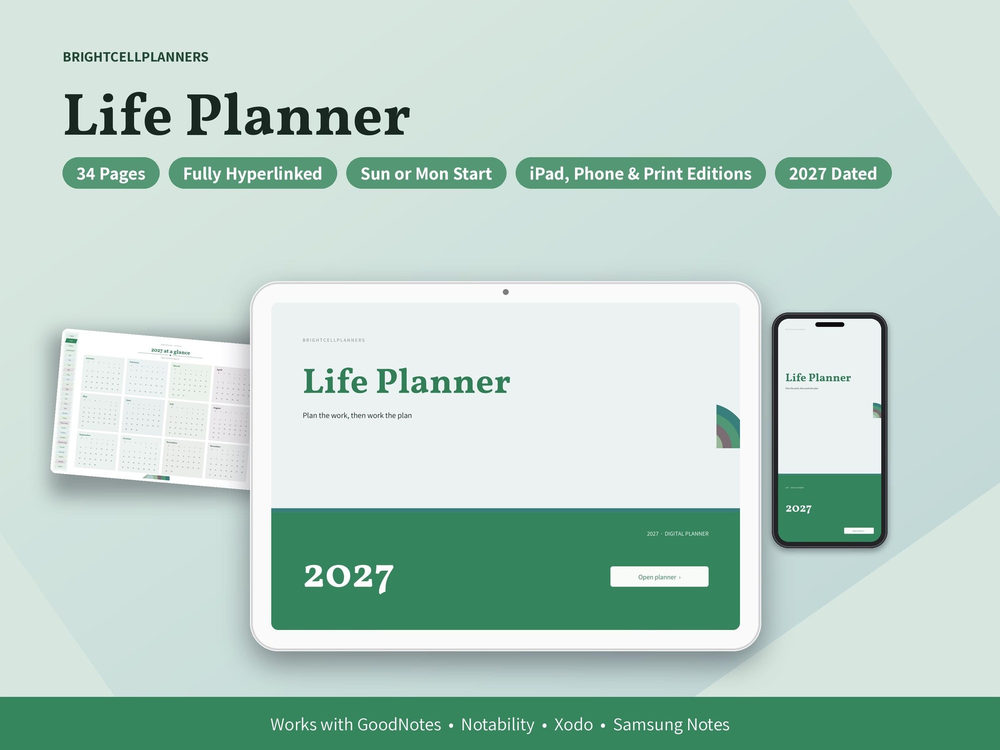 BRIGHTCELLPLANNERS
Life Planner
34 Pages
Fully Hyperlinked
Sun or Mon Start
iPad, Phone & Print Editions
2027 Dated
2027 at a glance
BRIGHTCELLPLANNERS
Life Planner
Plan the work, then work the plan
2027 · DIGITAL PLANNER
2027
Open planner ›
Life Planner
2027
Works with GoodNotes • Notability • Xodo • Samsung Notes